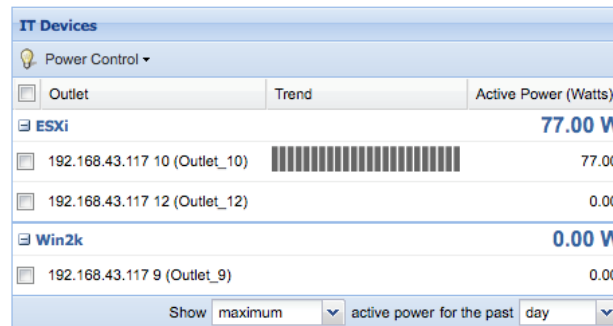 IT Devices
Power Control
Outlet Trend Active Power (Watts)
ESXi 77.00 W
192.168.43.117 10 (Outlet_10) 77.00
192.168.43.117 12 (Outlet_12) 0.00
Win2k 0.00 W
192.168.43.117 9 (Outlet_9) 0.00
Show maximum active power for the past day